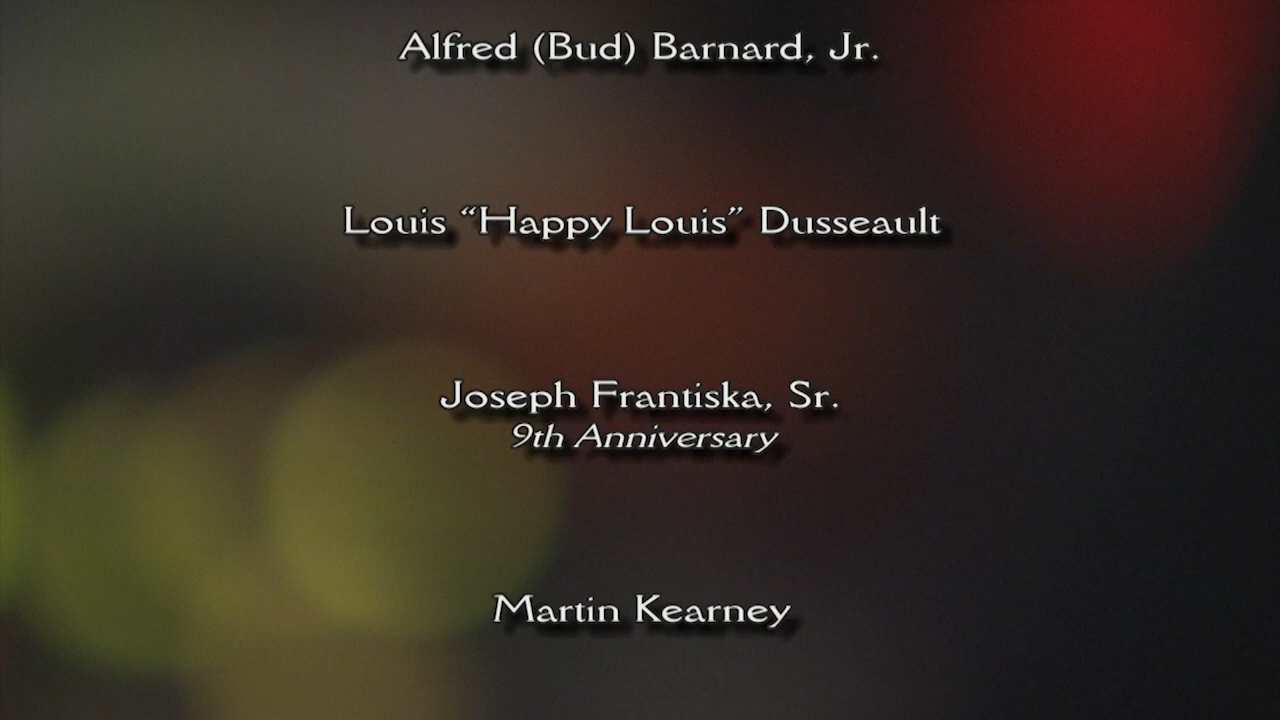 Alfred (Bud) Barnard, Jr.
Louis “Happy Louis” Dusseault
Joseph Frantiska, Sr.
9th Anniversary
Martin Kearney